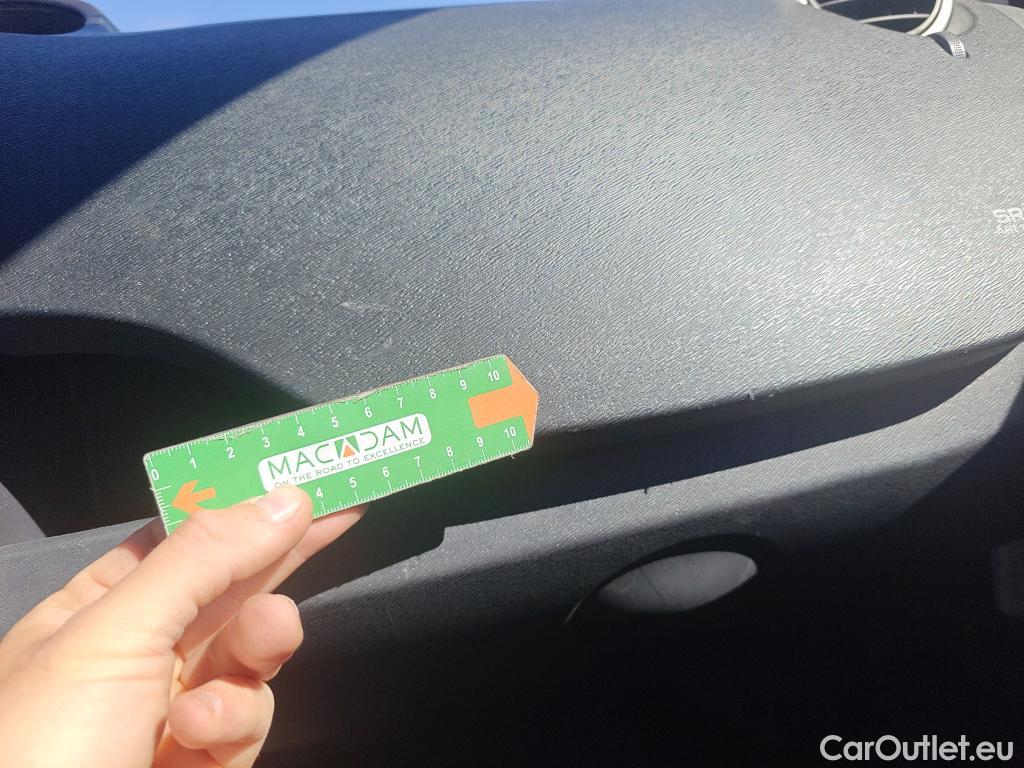 SR
0 1 2 3 4 5 6 7 8 9 10
MACADAM
ON THE ROAD TO EXCELLENCE
4 5 6 7 8 9 10
CarOutlet.eu